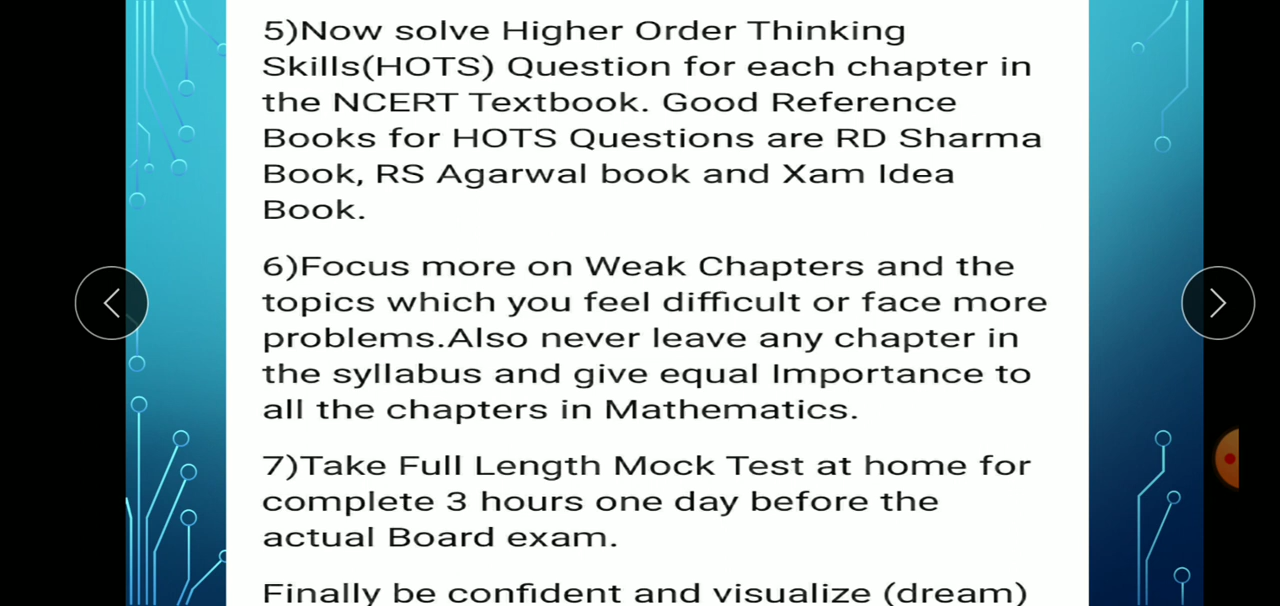 5)Now solve Higher Order Thinking
Skills(HOTS) Question for each chapter in
the NCERT Textbook. Good Reference
Books for HOTS Questions are RD Sharma
Book, RS Agarwal book and Xam Idea
Book.
6)Focus more on Weak Chapters and the
topics which you feel difficult or face more
problems.Also never leave any chapter in
the syllabus and give equal Importance to
all the chapters in Mathematics.
7)Take Full Length Mock Test at home for
complete 3 hours one day before the
actual Board exam.
Finally be confident and visualize (dream)